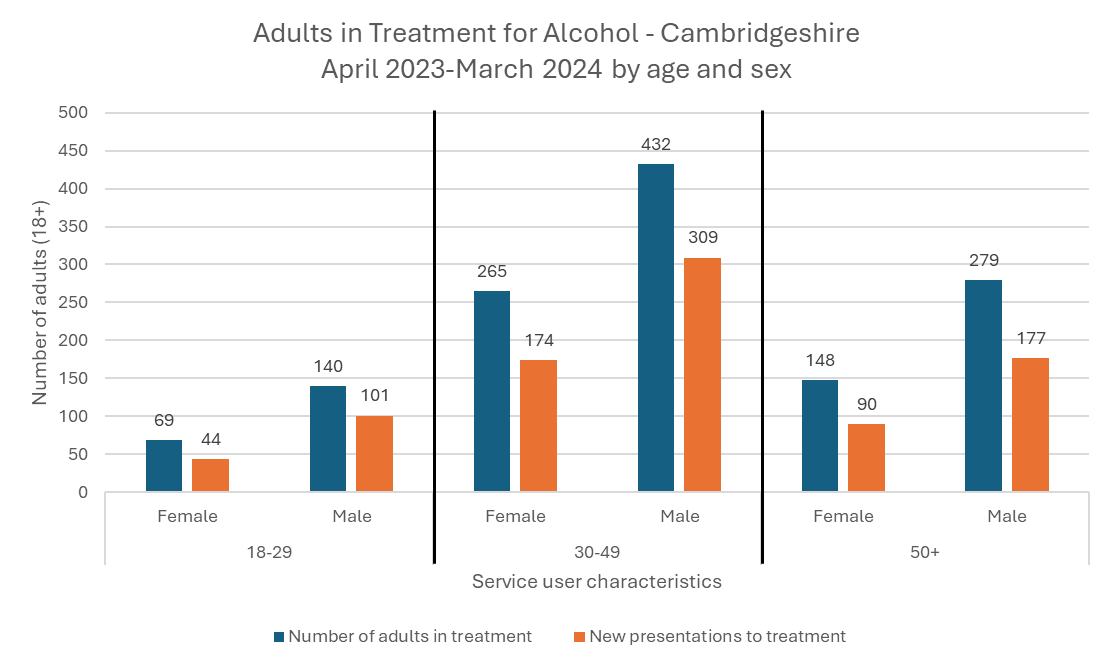 Adults in Treatment for Alcohol - Cambridgeshire
April 2023-March 2024 by age and sex
Number of adults (18+)
500
450
400
350
300
250
200
150
100
50
0
69
44
140
101
265
174
432
309
148
90
279
177
Female
Male
Female
Male
Female
Male
18-29
30-49
50+
Service user characteristics
Number of adults in treatment
New presentations to treatment